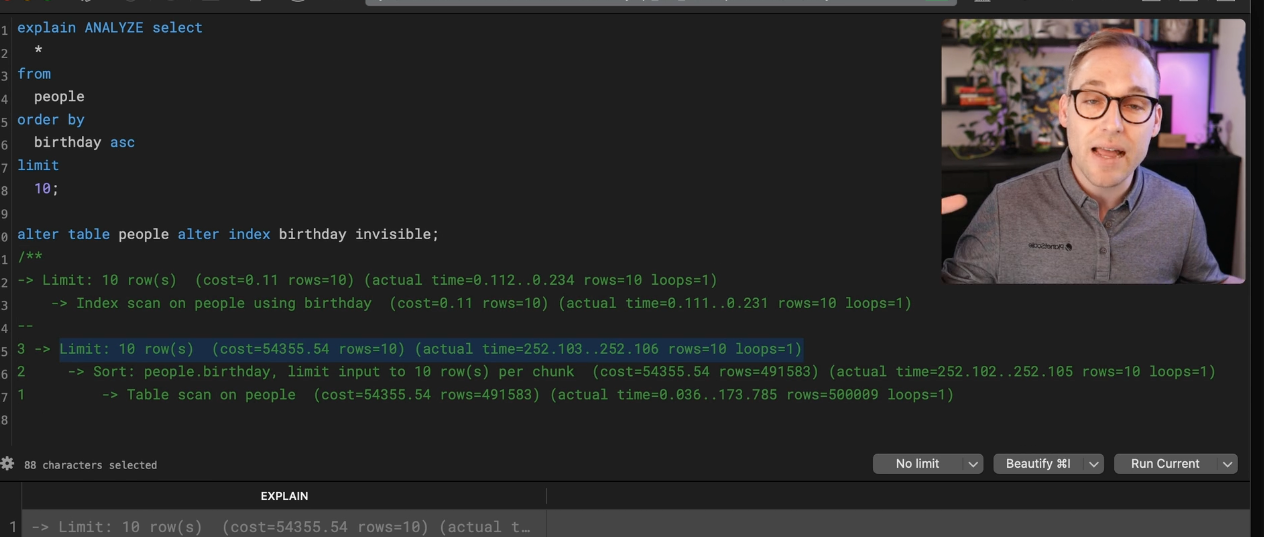 1 explain ANALYZE select
2 *
3 from
4 people
5 order by
6 birthday asc
7 limit
8 10;
9
0 alter table people alter index birthday invisible;
1 /**
2 -> Limit: 10 row(s) (cost=0.11 rows=10) (actual time=0.112..0.234 rows=10 loops=1)
3 -> Index scan on people using birthday (cost=0.11 rows=10) (actual time=0.111..0.231 rows=10 loops=1)
4 --
5 3 -> Limit: 10 row(s) (cost=54355.54 rows=10) (actual time=252.103..252.106 rows=10 loops=1)
6 2 -> Sort: people.birthday, limit input to 10 row(s) per chunk (cost=54355.54 rows=491583) (actual time=252.102..252.105 rows=10 loops=1)
7 1 -> Table scan on people (cost=54355.54 rows=491583) (actual time=0.036..173.785 rows=500009 loops=1)
8
88 characters selected
No limit
Beautify ⌘I
Run Current
EXPLAIN
1 -> Limit: 10 row(s) (cost=54355.54 rows=10) (actual t…